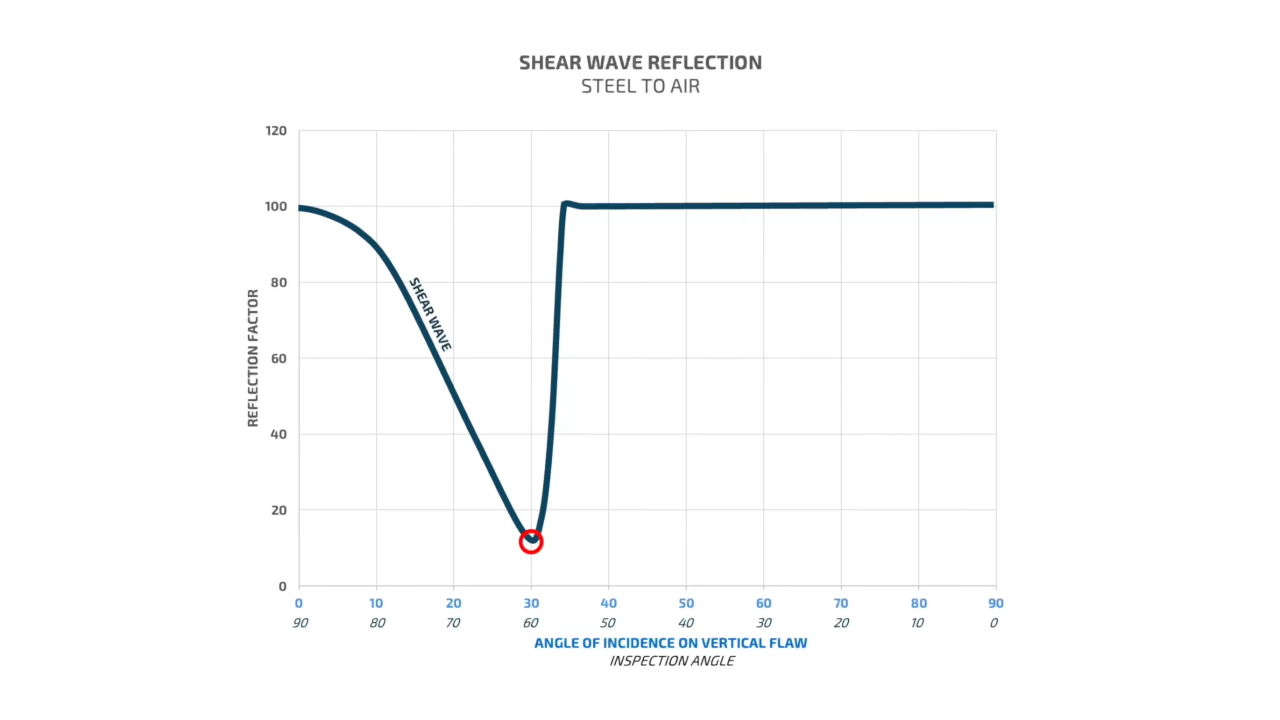 SHEAR WAVE REFLECTION
STEEL TO AIR
120
100
80
60
40
20
0
REFLECTION FACTOR
SHEAR WAVE
0 10 20 30 40 50 60 70 80 90
90 80 70 60 50 40 30 20 10 0
ANGLE OF INCIDENCE ON VERTICAL FLAW
INSPECTION ANGLE